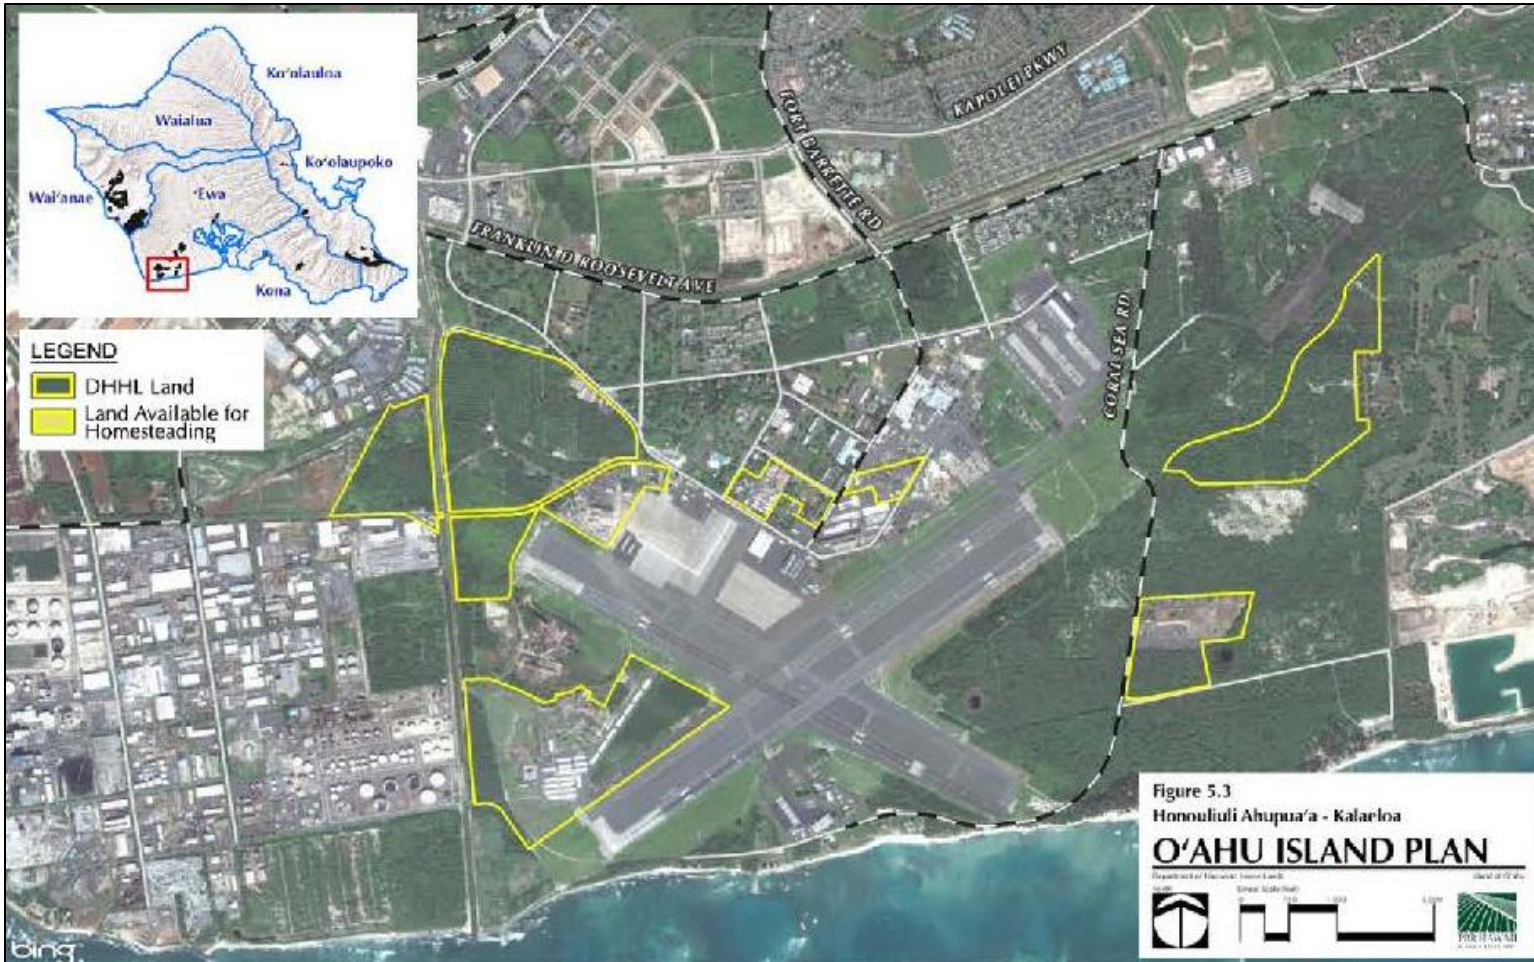 Ko'olauloa
Waialua
Ko'olaupoko
Wai'anae
'Ewa
Kona
LEGEND
DHHL Land
Land Available for
Homesteading
FORT BARKETTE RD
KAPOLEI PKWY
FRANKLIN D ROOSEVELT AVE
CORAL SEA RD
Figure 5.3
Honouliuli Ahupua'a - Kalaeloa
O'AHU ISLAND PLAN
bing